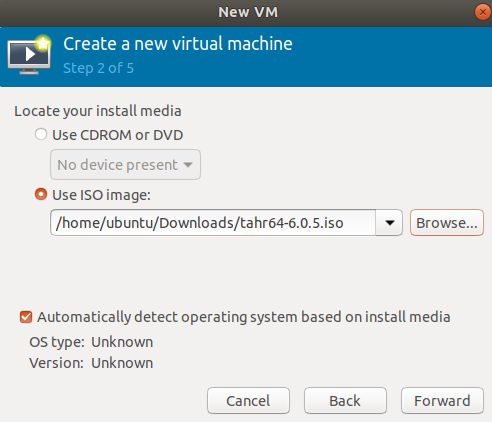 New VM
Create a new virtual machine
Step 2 of 5
Locate your install media
Use CDROM or DVD
No device present
Use ISO image:
/home/ubuntu/Downloads/tahr64-6.0.5.iso Browse...
Automatically detect operating system based on install media
OS type: Unknown
Version: Unknown
Cancel Back Forward